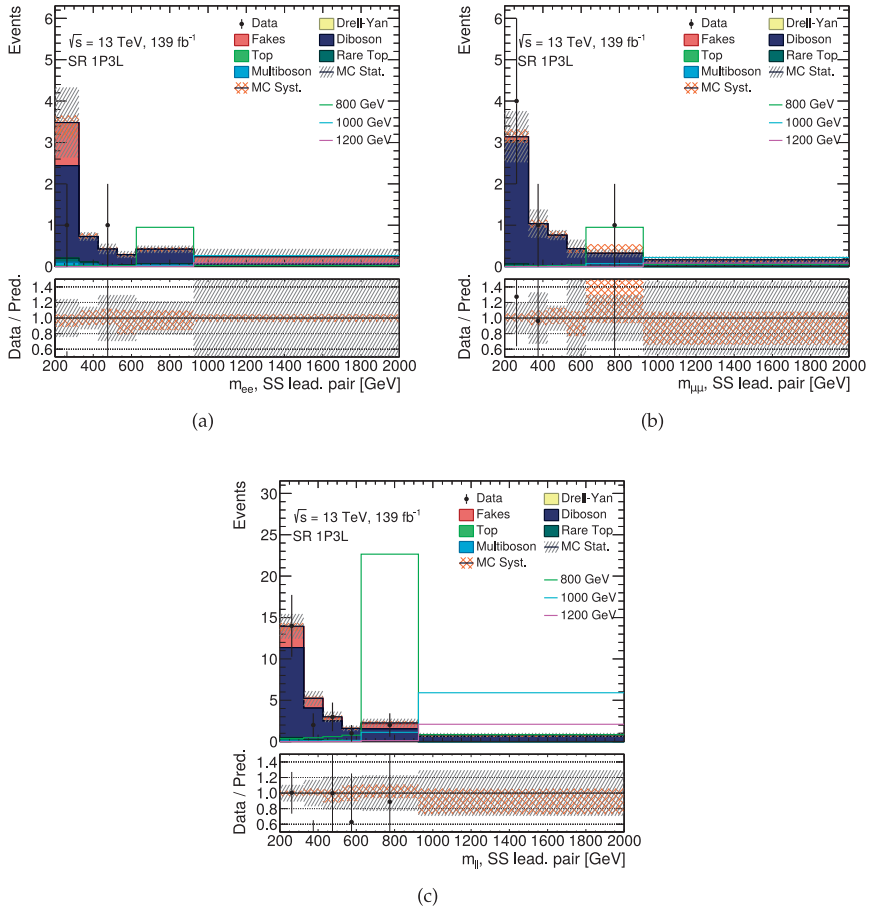 Events
6
5
4
3
2
1
0
√s = 13 TeV, 139 fb⁻¹
SR 1P3L
Data
Fakes
Top
Multiboson
MC Syst.
Drell-Yan
Diboson
Rare Top
MC Stat.
800 GeV
1000 GeV
1200 GeV
Data / Pred.
1.4
1.2
1.0
0.8
0.6
200 400 600 800 1000 1200 1400 1600 1800 2000
m_ee, SS lead. pair [GeV]
(a)
Events
6
5
4
3
2
1
0
√s = 13 TeV, 139 fb⁻¹
SR 1P3L
Data
Fakes
Top
Multiboson
MC Syst.
Drell-Yan
Diboson
Rare Top
MC Stat.
800 GeV
1000 GeV
1200 GeV
Data / Pred.
1.4
1.2
1.0
0.8
0.6
200 400 600 800 1000 1200 1400 1600 1800 2000
m_μμ, SS lead. pair [GeV]
(b)
Events
30
25
20
15
10
5
0
√s = 13 TeV, 139 fb⁻¹
SR 1P3L
Data
Fakes
Top
Multiboson
MC Syst.
Drell-Yan
Diboson
Rare Top
MC Stat.
800 GeV
1000 GeV
1200 GeV
Data / Pred.
1.4
1.2
1.0
0.8
0.6
200 400 600 800 1000 1200 1400 1600 1800 2000
m_ll, SS lead. pair [GeV]
(c)